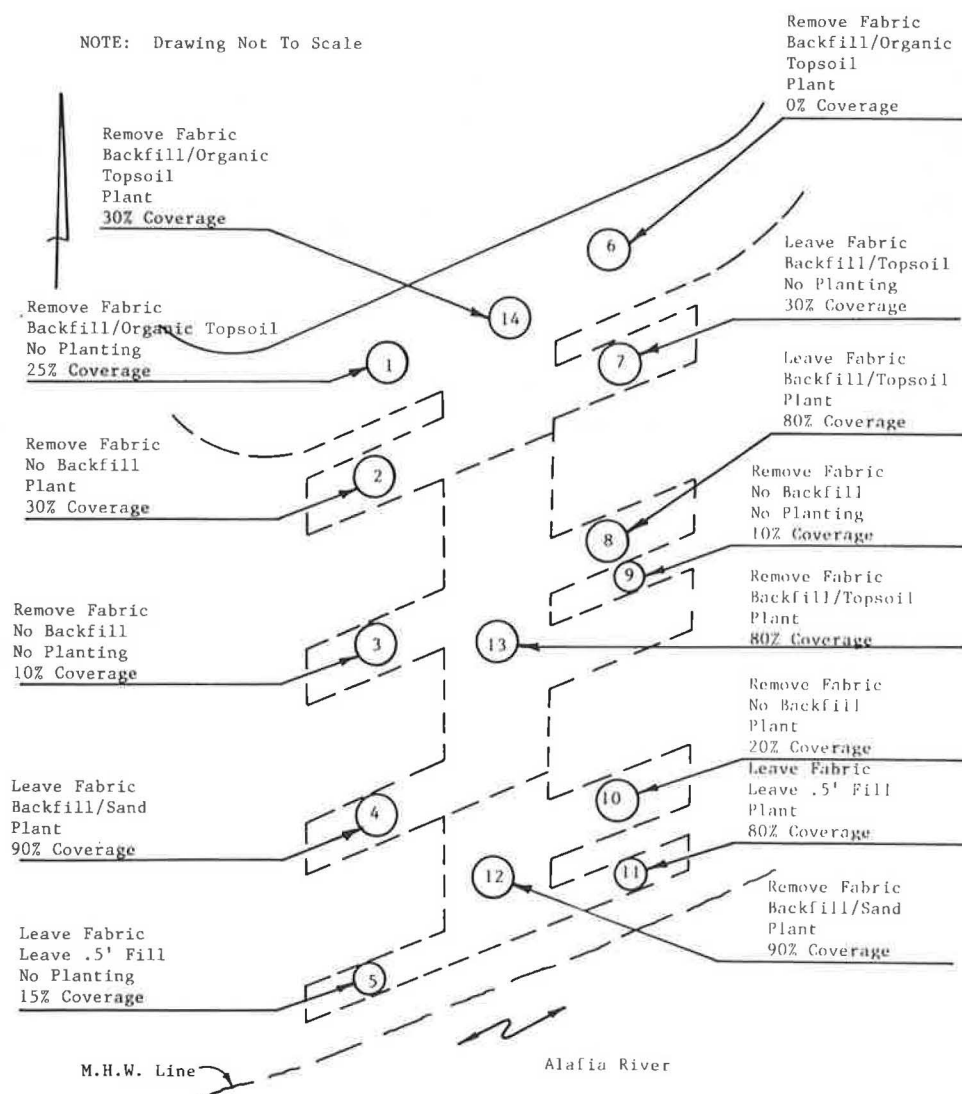 NOTE: Drawing Not To Scale
Remove Fabric
Backfill/Organic
Topsoil
Plant
0% Coverage
Remove Fabric
Backfill/Organic
Topsoil
Plant
30% Coverage
6
Leave Fabric
Backfill/Topsoil
No Planting
30% Coverage
14
Remove Fabric
Backfill/Organic Topsoil
No Planting
25% Coverage
1
7
Leave Fabric
Backfill/Topsoil
Plant
80% Coverage
Remove Fabric
No Backfill
Plant
30% Coverage
2
8
Remove Fabric
No Backfill
No Planting
10% Coverage
9
Remove Fabric
Backfill/Topsoil
Plant
80% Coverage
Remove Fabric
No Backfill
No Planting
10% Coverage
3
13
Remove Fabric
No Backfill
Plant
20% Coverage
10
Leave Fabric
Backfill/Sand
Plant
90% Coverage
4
Leave Fabric
Leave .5' Fill
Plant
80% Coverage
12
11
Remove Fabric
Backfill/Sand
Plant
90% Coverage
Leave Fabric
Leave .5' Fill
No Planting
15% Coverage
5
M.H.W. Line
Alafia River